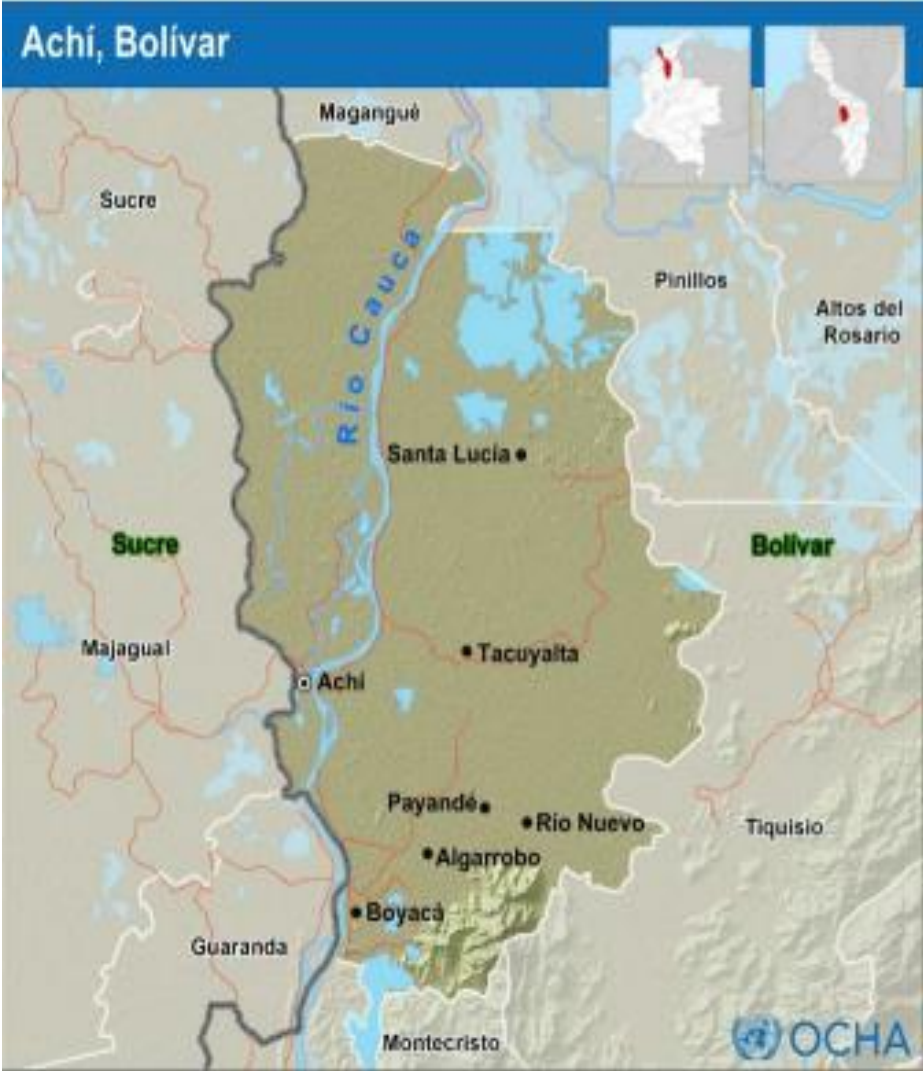 Achí, Bolívar
Magangué
Sucre
Pinillos
Altos del
Rosario
Río Cauca
Santa Lucía
Sucre
Bolívar
Majagual
Tacuyalta
Achí
Payandé
Río Nuevo
Tiquisio
Algarrobo
Boyacá
Guaranda
Montecristo
OCHA